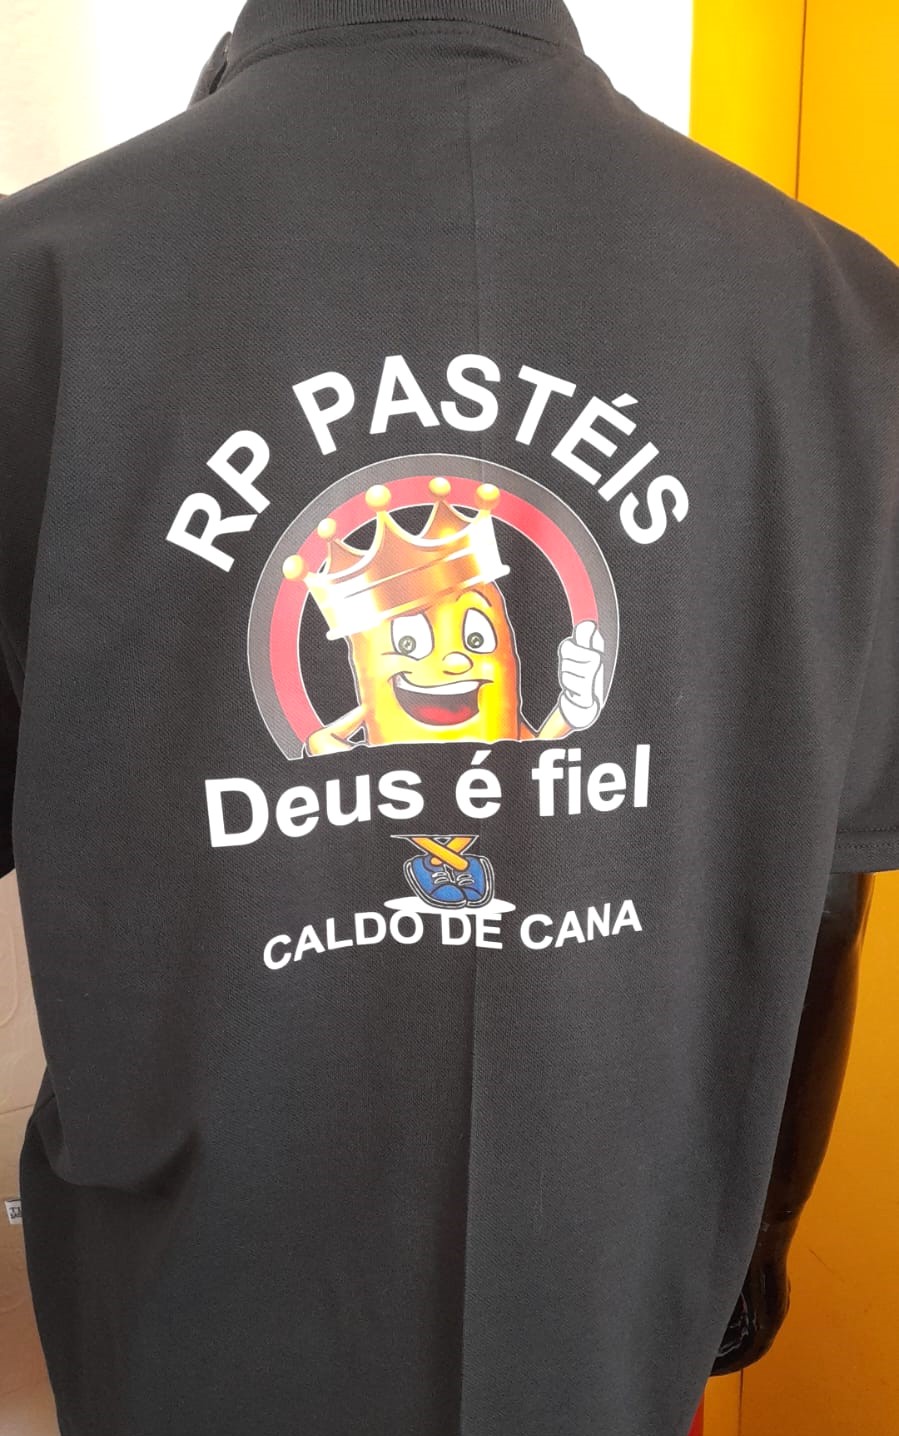 RP PASTÉIS
Deus é fiel
CALDO DE CANA